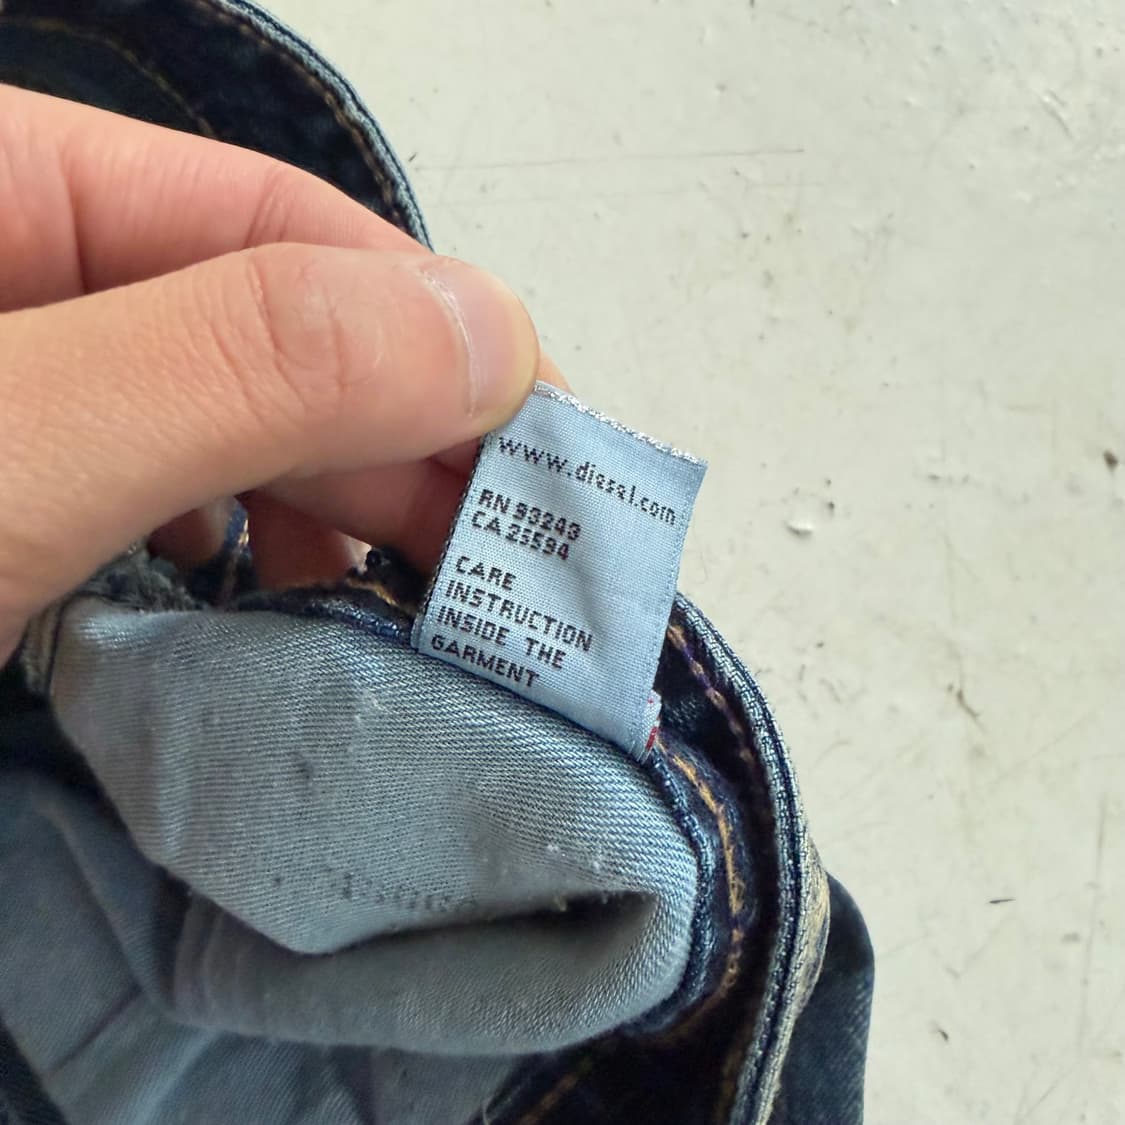 www.diesel.com
RN 93243
CA 25594
CARE
INSTRUCTION
INSIDE THE
GARMENT